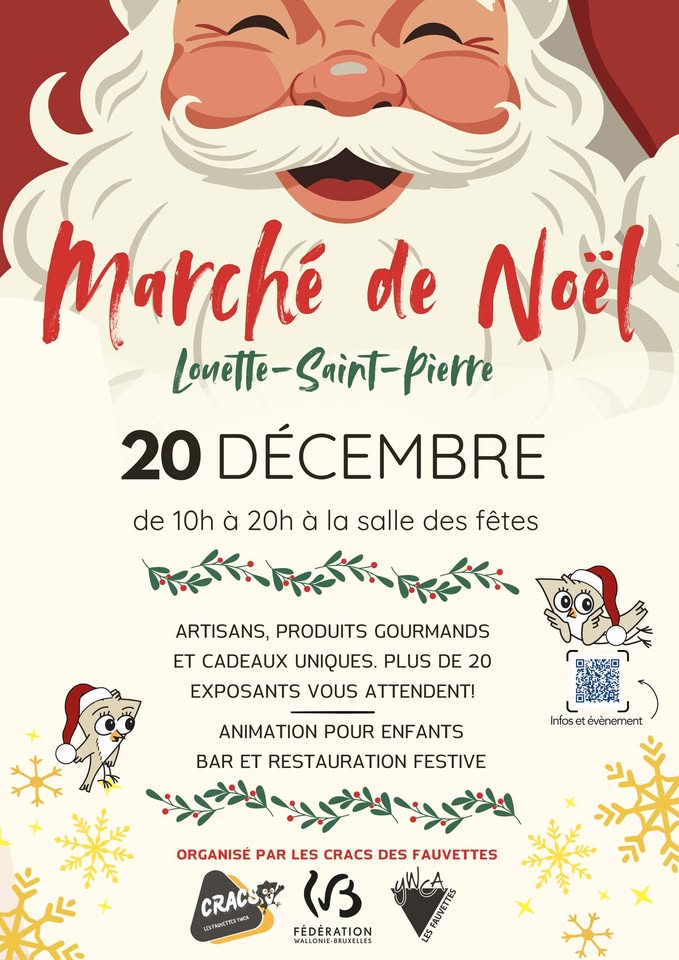 Marché de Noël
Louette-Saint-Pierre
20 DÉCEMBRE
de 10h à 20h à la salle des fêtes
ARTISANS, PRODUITS GOURMANDS
ET CADEAUX UNIQUES. PLUS DE 20
EXPOSANTS VOUS ATTENDENT!
Infos et évènement
ANIMATION POUR ENFANTS
BAR ET RESTAURATION FESTIVE
ORGANISÉ PAR LES CRACS DES FAUVETTES
CRACS
LES FAUVETTES YWCA
FÉDÉRATION
WALLONIE-BRUXELLES
YWCA
LES FAUVETTES